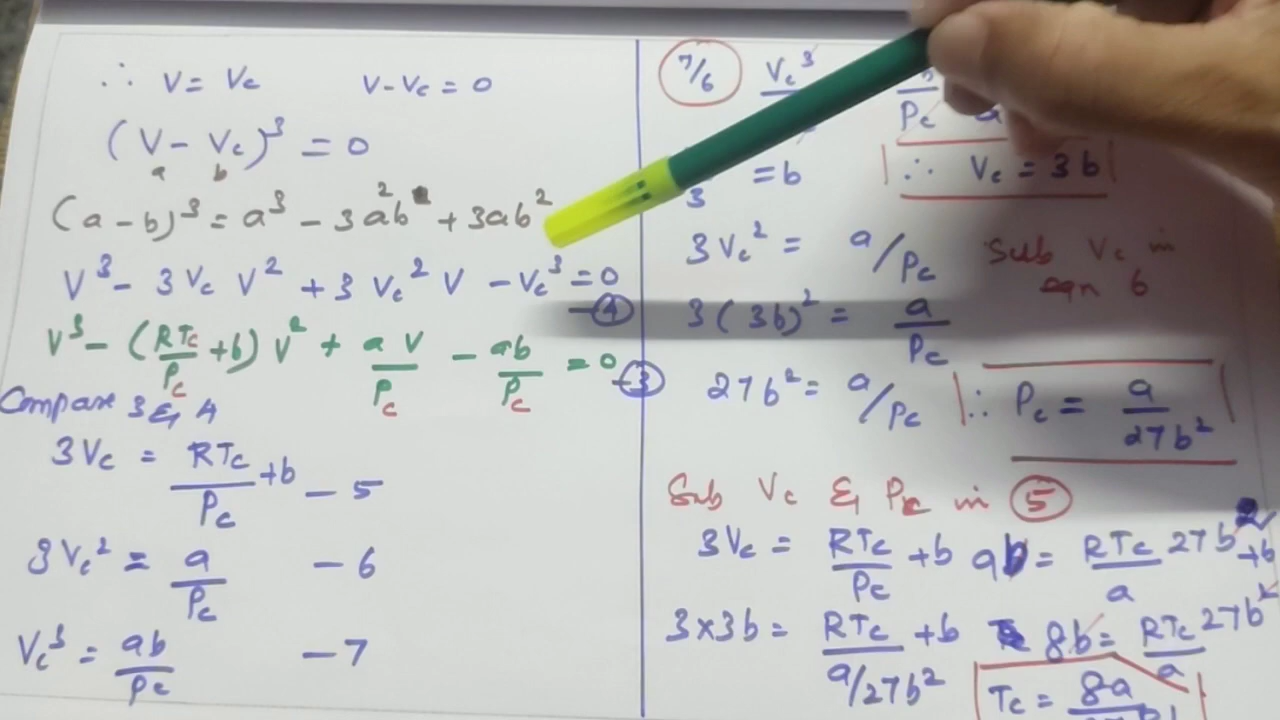 ∴ V = Vc V - Vc = 0
(V - Vc)³ = 0
a b
(a - b)³ = a³ - 3a²b + 3ab²
V³ - 3Vc V² + 3Vc² V - Vc³ = 0 - 4
V³ - (RTc/Pc + b) V² + aV/Pc - ab/Pc = 0 - 3
Compare 3 & 4
3Vc = RTc/Pc + b - 5
3Vc² = a/Pc - 6
Vc³ = ab/Pc - 7
7/6 Vc³
Pc a
3 = b
∴ Vc = 3b
3Vc² = a/Pc
Sub Vc in eqn 6
3(3b)² = a/Pc
27b² = a/Pc
∴ Pc = a/27b²
Sub Vc & Pc in 5
3Vc = RTc/Pc + b
3×3b = RTc/a/27b² + b
= RTc 27b²/a + b
8b = RTc 27b²/a
Tc = 8a